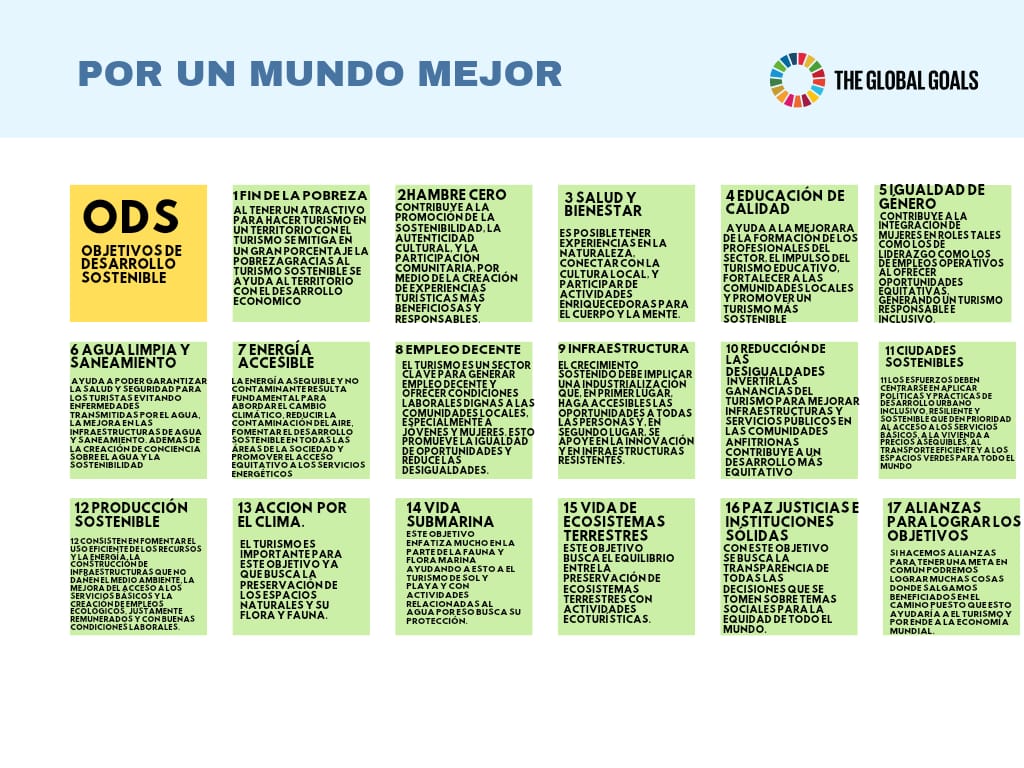 POR UN MUNDO MEJOR
THE GLOBAL GOALS
ODS
OBJETIVOS DE
DESARROLLO
SOSTENIBLE
1 FIN DE LA POBREZA
AL TENER UN ATRACTIVO
PARA HACER TURISMO EN
UN TERRITORIO CON EL
TURISMO SE MITIGA EN
UN GRAN PORCENTAJE LA
POBREZAGRACIAS AL
TURISMO SOSTENIBLE SE
AYUDA AL TERRITORIO
CON EL DESARROLLO
ECONOMICO
2HAMBRE CERO
CONTRIBUYE A LA
PROMOCIÓN DE LA
SOSTENIBILIDAD, LA
AUTENTICIDAD
CULTURAL, Y LA
PARTICIPACIÓN
COMUNITARIA, POR
MEDIO DE LA CREACIÓN
DE EXPERIENCIAS
TURÍSTICAS MÁS
BENEFICIOSAS Y
RESPONSABLES.
3 SALUD Y
BIENESTAR
ES POSIBLE TENER
EXPERIENCIAS EN LA
NATURALEZA,
CONECTAR CON LA
CULTURA LOCAL, Y
PARTICIPAR DE
ACTIVIDADES
ENRIQUECEDORAS PARA
EL CUERPO Y LA MENTE.
4 EDUCACIÓN DE
CALIDAD
AYUDA A LA MEJORARA
DE LA FORMACIÓN DE LOS
PROFESIONALES DEL
SECTOR, EL IMPULSO DEL
TURISMO EDUCATIVO,
FORTALECER A LAS
COMUNIDADES LOCALES
Y PROMOVER UN
TURISMO MÁS
SOSTENIBLE
5 IGUALDAD DE
GÉNERO
CONTRIBUYE A LA
INTEGRACIÓN DE
MUJERES EN ROLES TALES
COMO LOS DE
LIDERAZGO COMO LOS
DE EMPLEOS OPERATIVOS
AL OFRECER
OPORTUNIDADES
EQUITATIVAS,
GENERANDO UN TURISMO
RESPONSABLE E
INCLUSIVO.
6 AGUA LIMPIA Y
SANEAMIENTO
AYUDA A PODER GARANTIZAR
LA SALUD Y SEGURIDAD PARA
LOS TURISTAS EVITANDO
ENFERMEDADES
TRANSMITIDAS POR EL AGUA,
LA MEJORA EN LAS
INFRAESTRUCTURAS DE AGUA
Y SANEAMIENTO. ADEMAS DE
LA CREACIÓN DE CONCIENCIA
SOBRE EL AGUA Y LA
SOSTENIBILIDAD
7 ENERGÍA
ACCESIBLE
LA ENERGÍA ASEQUIBLE Y NO
CONTAMINANTE RESULTA
FUNDAMENTAL PARA
ABORDAR EL CAMBIO
CLIMÁTICO, REDUCIR LA
CONTAMINACIÓN DEL AIRE,
FOMENTAR EL DESARROLLO
SOSTENIBLE EN TODAS LAS
ÁREAS DE LA SOCIEDAD Y
PROMOVER EL ACCESO
EQUITATIVO A LOS SERVICIOS
ENERGÉTICOS
8 EMPLEO DECENTE
EL TURISMO ES UN SECTOR
CLAVE PARA GENERAR
EMPLEO DECENTE Y
OFRECER CONDICIONES
LABORALES DIGNAS A LAS
COMUNIDADES LOCALES,
ESPECIALMENTE A
JÓVENES Y MUJERES, ESTO
PROMUEVE LA IGUALDAD
DE OPORTUNIDADES Y
REDUCE LAS
DESIGUALDADES.
9 INFRAESTRUCTURA
EL CRECIMIENTO
SOSTENIDO DEBE IMPLICAR
UNA INDUSTRIALIZACIÓN
QUE, EN PRIMER LUGAR,
HAGA ACCESIBLES LAS
OPORTUNIDADES A TODAS
LAS PERSONAS Y, EN
SEGUNDO LUGAR, SE
APOYE EN LA INNOVACIÓN
Y EN INFRAESTRUCTURAS
RESISTENTES.
10 REDUCCIÓN DE
LAS
DESIGUALDADES
INVERTIR LAS
GANANCIAS DEL
TURISMO PARA MEJORAR
INFRAESTRUCTURAS Y
SERVICIOS PÚBLICOS EN
LAS COMUNIDADES
ANFITRIONAS
CONTRIBUYE A UN
DESARROLLO MÁS
EQUITATIVO
11 CIUDADES
SOSTENIBLES
11 LOS ESFUERZOS DEBEN
CENTRARSE EN APLICAR
POLÍTICAS Y PRÁCTICAS DE
DESARROLLO URBANO
INCLUSIVO, RESILIENTE Y
SOSTENIBLE QUE DEN PRIORIDAD
AL ACCESO A LOS SERVICIOS
BÁSICOS, A LA VIVIENDA A
PRECIOS ASEQUIBLES, AL
TRANSPORTE EFICIENTE Y A LOS
ESPACIOS VERDES PARA TODO EL
MUNDO
12 PRODUCCIÓN
SOSTENIBLE
12 CONSISTEN EN FOMENTAR EL
USO EFICIENTE DE LOS RECURSOS
Y LA ENERGÍA, LA
CONSTRUCCIÓN DE
INFRAESTRUCTURAS QUE NO
DAÑEN EL MEDIO AMBIENTE, LA
MEJORA DEL ACCESO A LOS
SERVICIOS BÁSICOS Y LA
CREACIÓN DE EMPLEOS
ECOLÓGICOS, JUSTAMENTE
REMUNERADOS Y CON BUENAS
CONDICIONES LABORALES.
13 ACCION POR
EL CLIMA.
EL TURISMO ES
IMPORTANTE PARA
ESTE OBJETIVO YA
QUE BUSCA LA
PRESERVACIÓN DE
LOS ESPACIOS
NATURALES Y SU
FLORA Y FAUNA.
14 VIDA
SUBMARINA
ESTE OBJETIVO
ENFATIZA MUCHO EN LA
PARTE DE LA FAUNA Y
FLORA MARINA
AYUDANDO A ESTO A EL
TURISMO DE SOL Y
PLAYA Y CON
ACTIVIDADES
RELACIONADAS AL
AGUA POR ESO BUSCA SU
PROTECCIÓN.
15 VIDA DE
ECOSISTEMAS
TERRESTRES
ESTE OBJETIVO
BUSCA EL EQUILIBRIO
ENTRE LA
PRESERVACIÓN DE
ECOSISTEMAS
TERRESTRES CON
ACTIVIDADES
ECOTURÍSTICAS.
16 PAZ JUSTICIAS E
INSTITUCIONES
SÓLIDAS
CON ESTE OBJETIVO
SE BUSCA LA
TRANSPARENCIA DE
TODAS LAS
DECISIONES QUE SE
TOMEN SOBRE TEMAS
SOCIALES PARA LA
EQUIDAD DE TODO EL
MUNDO.
17 ALIANZAS
PARA LOGRAR LOS
OBJETIVOS
SI HACEMOS ALIANZAS
PARA TENER UNA META EN
COMÚN PODREMOS
LOGRAR MUCHAS COSAS
DONDE SALGAMOS
BENEFICIADOS EN EL
CAMINO PUESTO QUE ESTO
AYUDARÍA A EL TURISMO Y
POR ENDE A LA ECONOMÍA
MUNDIAL.